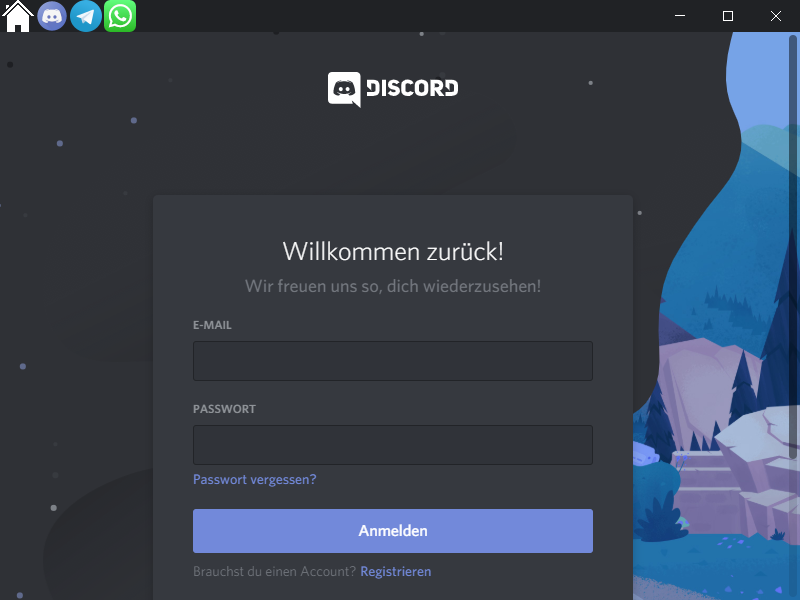 DISCORD
Willkommen zurück!
Wir freuen uns so, dich wiederzusehen!
E-MAIL
PASSWORT
Passwort vergessen?
Anmelden
Brauchst du einen Account? Registrieren